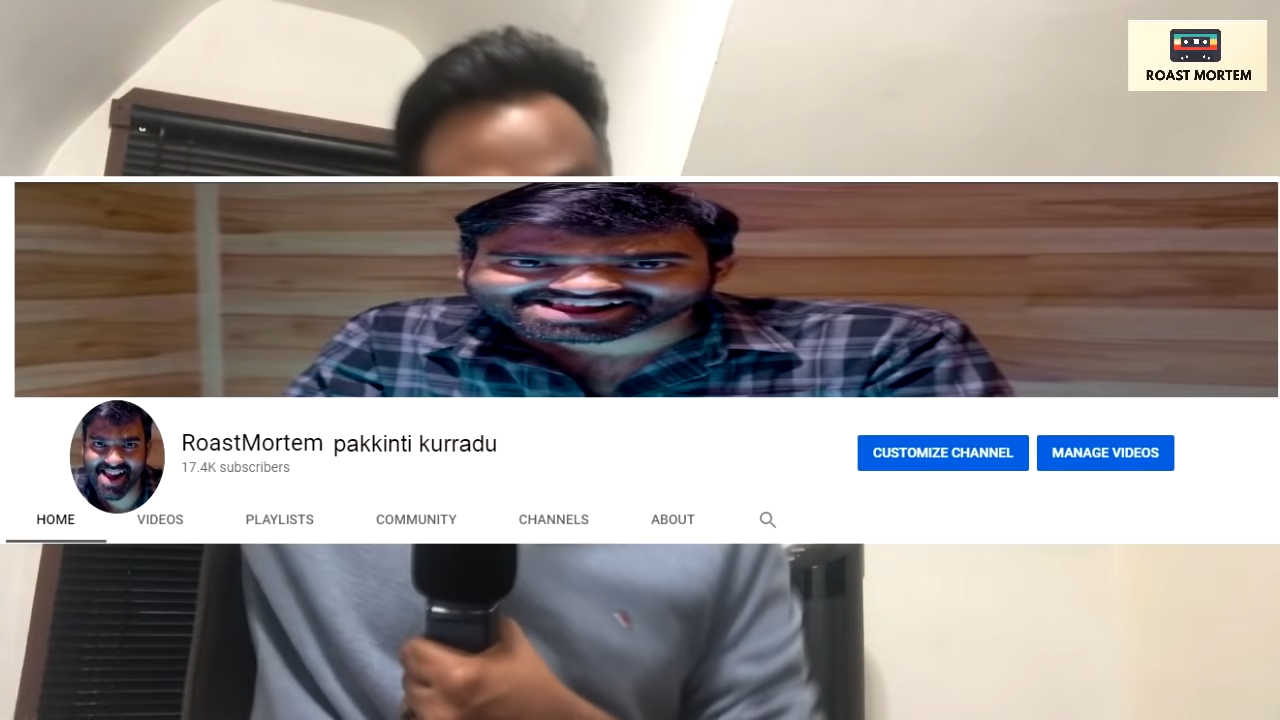 ROAST MORTEM
RoastMortem pakkinti kurradu
17.4K subscribers
CUSTOMIZE CHANNEL
MANAGE VIDEOS
HOME
VIDEOS
PLAYLISTS
COMMUNITY
CHANNELS
ABOUT